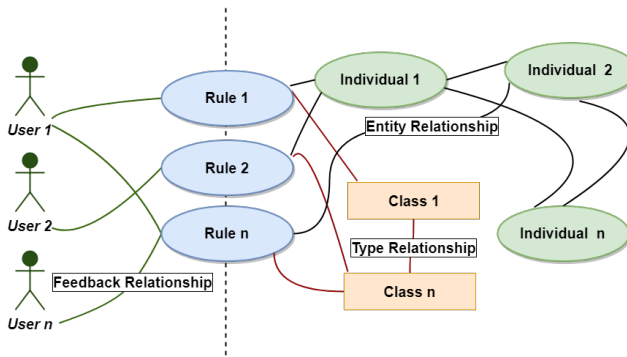 User 1
User 2
User n
Feedback Relationship
Rule 1
Rule 2
Rule n
Individual 1
Individual 2
Entity Relationship
Class 1
Type Relationship
Class n
Individual n